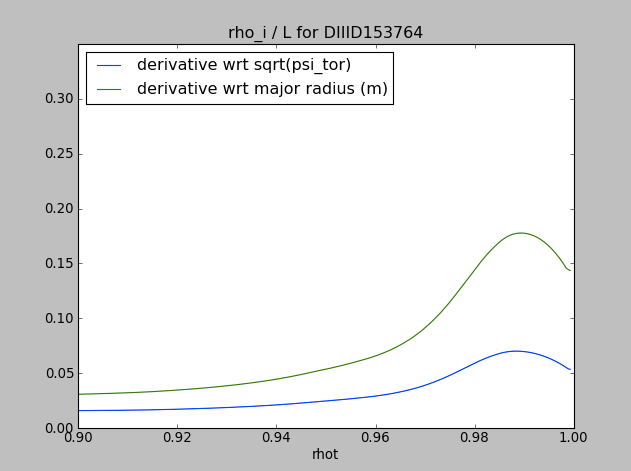 rho_i / L for DIIID153764
derivative wrt sqrt(psi_tor)
derivative wrt major radius (m)
0.30
0.25
0.20
0.15
0.10
0.05
0.00
0.90 0.92 0.94 0.96 0.98 1.00
rhot